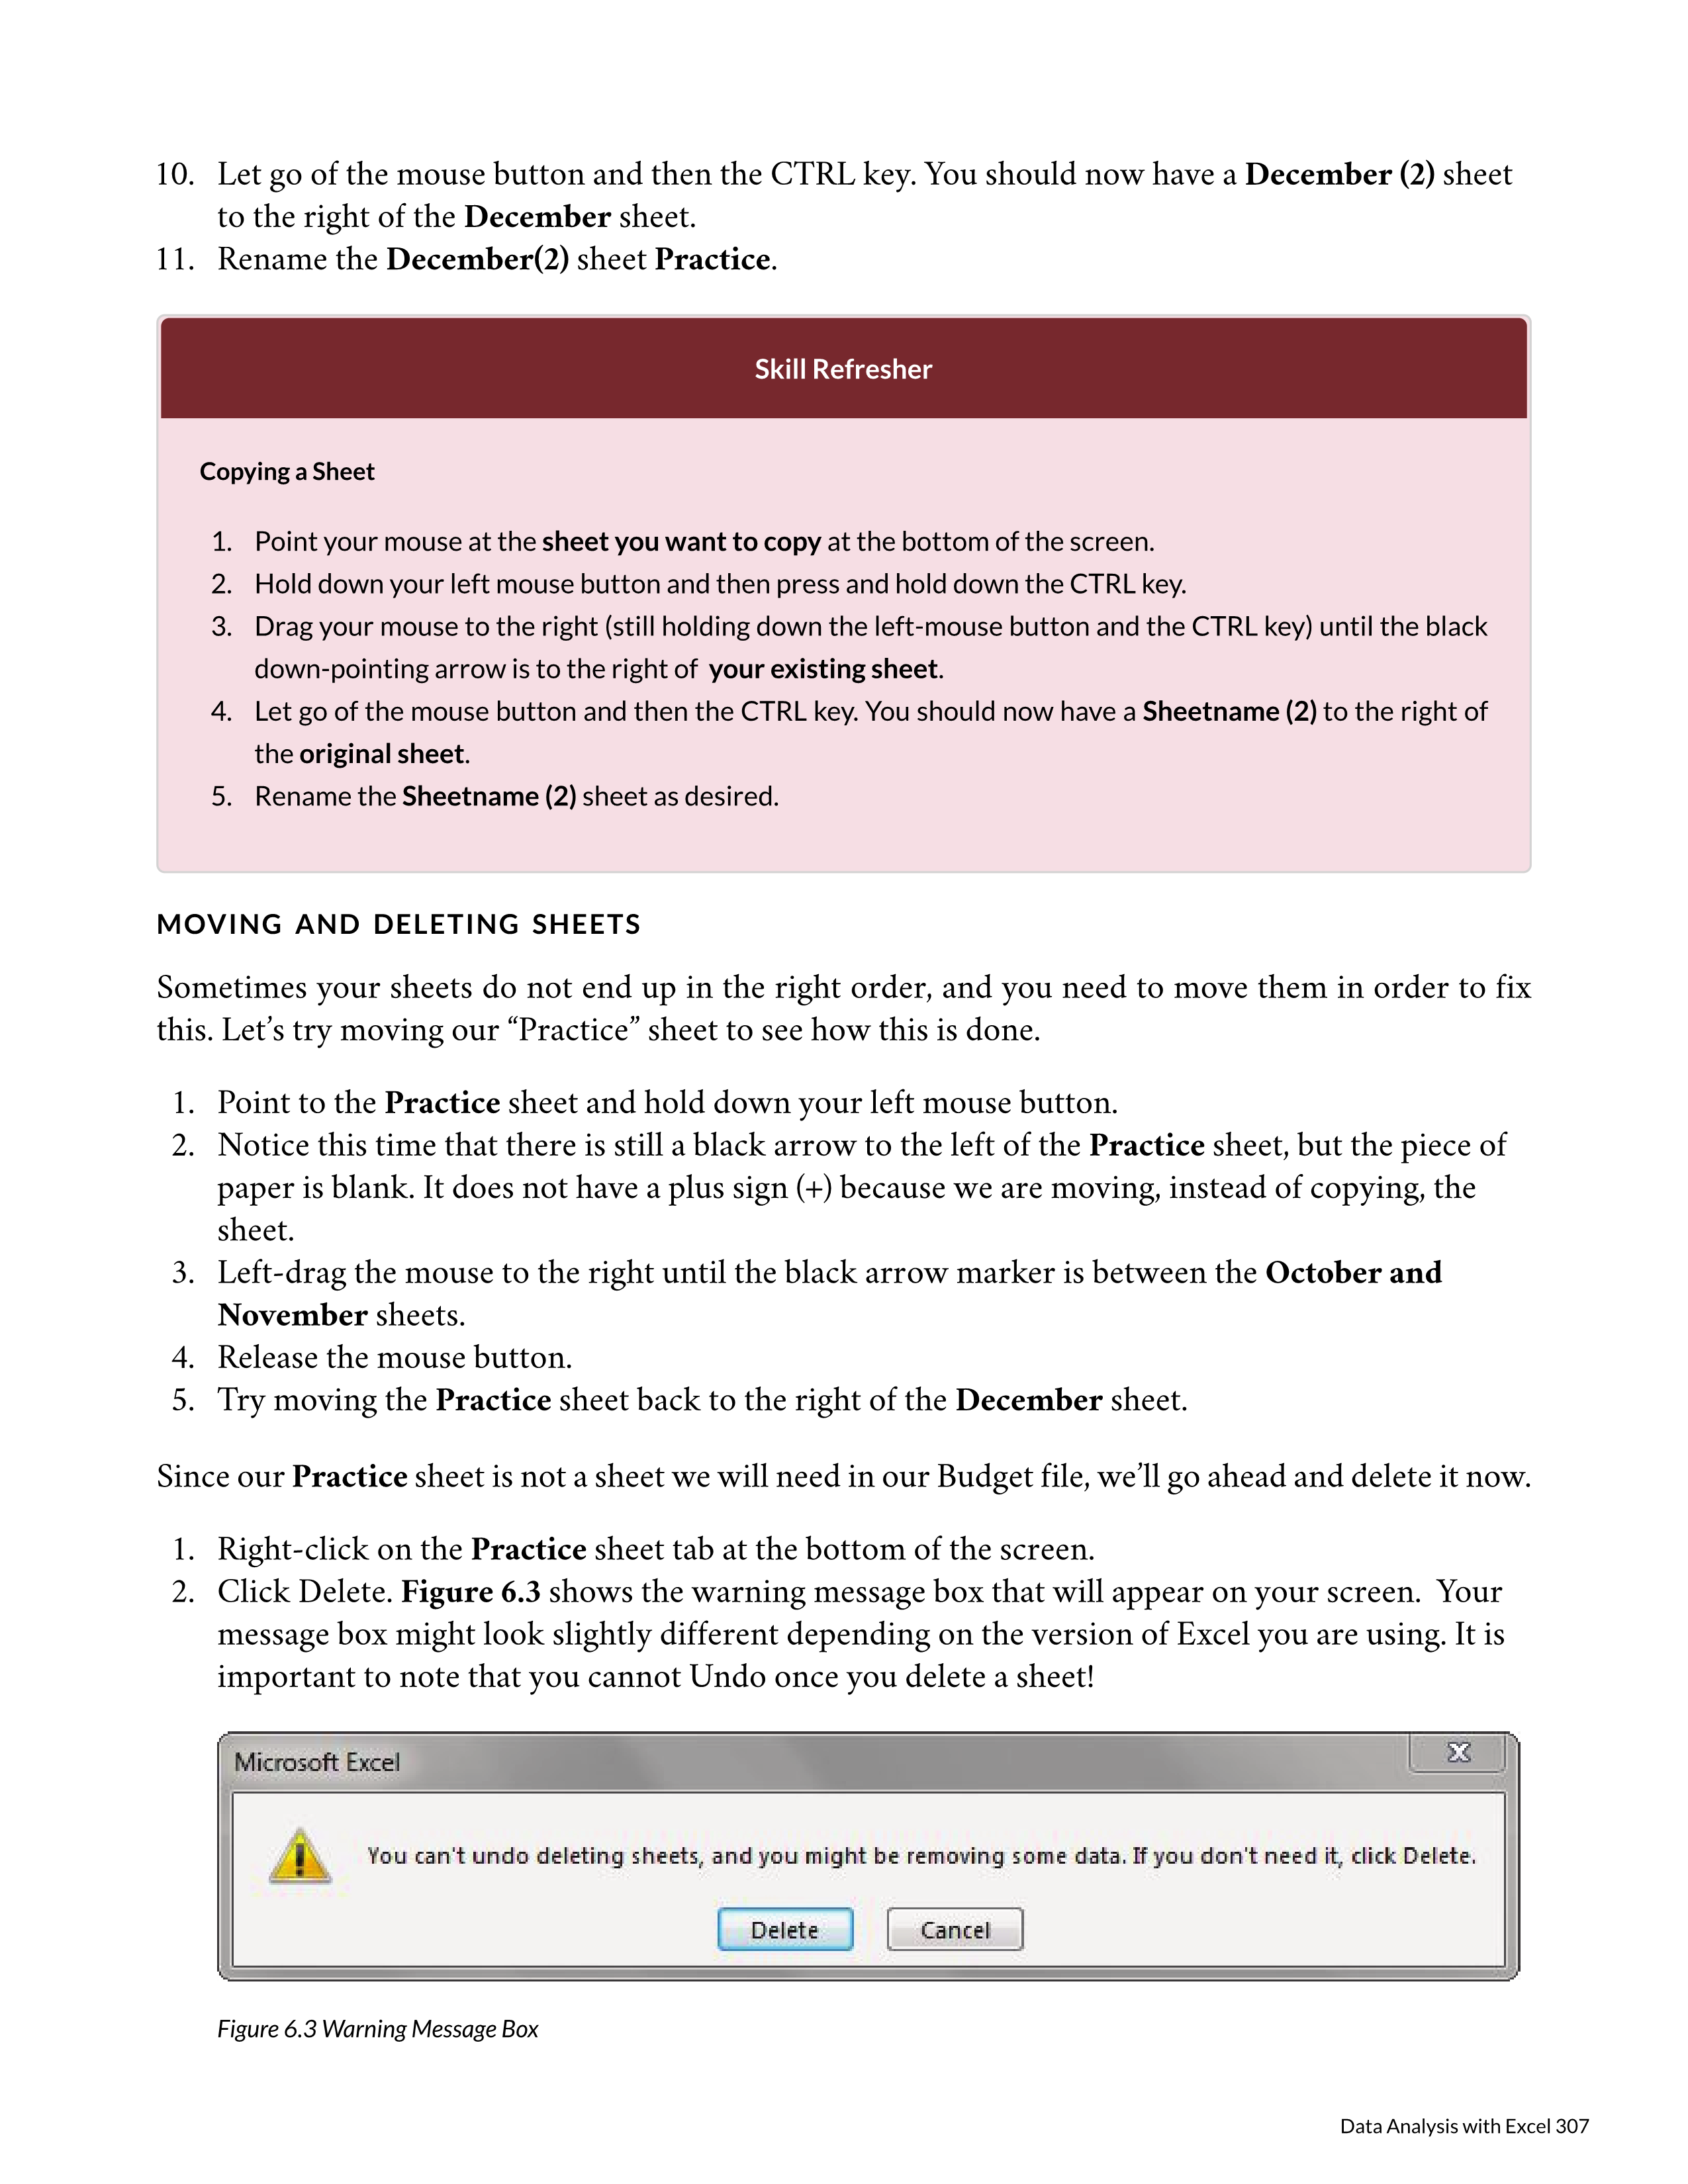 10. Let go of the mouse button and then the CTRL key. You should now have a December (2) sheet
to the right of the December sheet.
11. Rename the December(2) sheet Practice.
Skill Refresher
Copying a Sheet
1. Point your mouse at the sheet you want to copy at the bottom of the screen.
2. Hold down your left mouse button and then press and hold down the CTRL key.
3. Drag your mouse to the right (still holding down the left-mouse button and the CTRL key) until the black
down-pointing arrow is to the right of your existing sheet.
4. Let go of the mouse button and then the CTRL key. You should now have a Sheetname (2) to the right of
the original sheet.
5. Rename the Sheetname (2) sheet as desired.
MOVING AND DELETING SHEETS
Sometimes your sheets do not end up in the right order, and you need to move them in order to fix
this. Let’s try moving our “Practice” sheet to see how this is done.
1. Point to the Practice sheet and hold down your left mouse button.
2. Notice this time that there is still a black arrow to the left of the Practice sheet, but the piece of
paper is blank. It does not have a plus sign (+) because we are moving, instead of copying, the
sheet.
3. Left-drag the mouse to the right until the black arrow marker is between the October and
November sheets.
4. Release the mouse button.
5. Try moving the Practice sheet back to the right of the December sheet.
Since our Practice sheet is not a sheet we will need in our Budget file, we’ll go ahead and delete it now.
1. Right-click on the Practice sheet tab at the bottom of the screen.
2. Click Delete. Figure 6.3 shows the warning message box that will appear on your screen. Your
message box might look slightly different depending on the version of Excel you are using. It is
important to note that you cannot Undo once you delete a sheet!
Microsoft Excel
You can't undo deleting sheets, and you might be removing some data. If you don't need it, click Delete.
Delete Cancel
Figure 6.3 Warning Message Box
Data Analysis with Excel 307